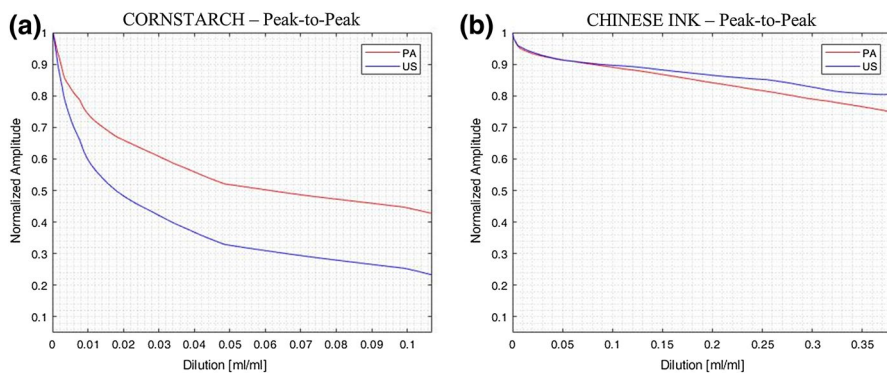 (a) CORNSTARCH – Peak-to-Peak
PA
US
1
0.9
0.8
0.7
0.6
0.5
0.4
0.3
0.2
0.1
Normalized Amplitude
0 0.01 0.02 0.03 0.04 0.05 0.06 0.07 0.08 0.09 0.1
Dilution [ml/ml]
(b) CHINESE INK – Peak-to-Peak
PA
US
1
0.9
0.8
0.7
0.6
0.5
0.4
0.3
0.2
0.1
Normalized Amplitude
0 0.05 0.1 0.15 0.2 0.25 0.3 0.35
Dilution [ml/ml]